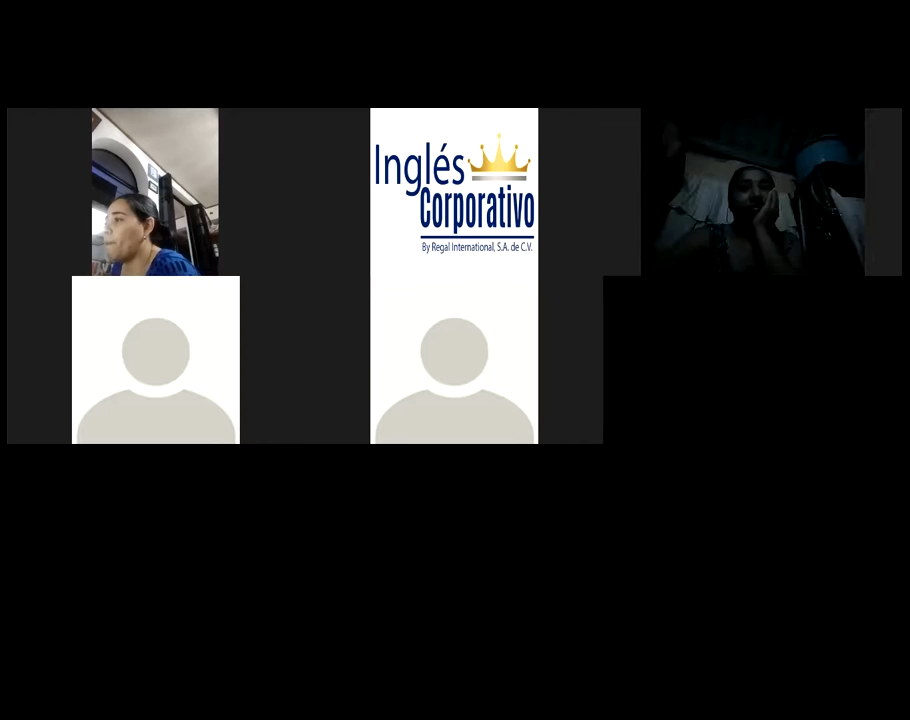 Inglés
Corporativo
By Regal International, S.A. de C.V.